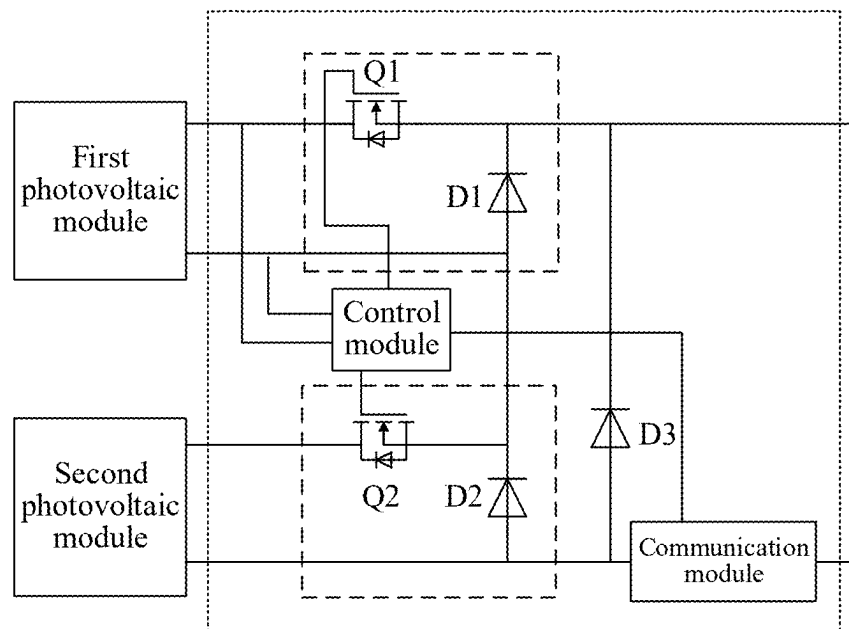 Q1
First
photovoltaic
module
D1
Control
module
Second
photovoltaic
module
Q2
D2
D3
Communication
module